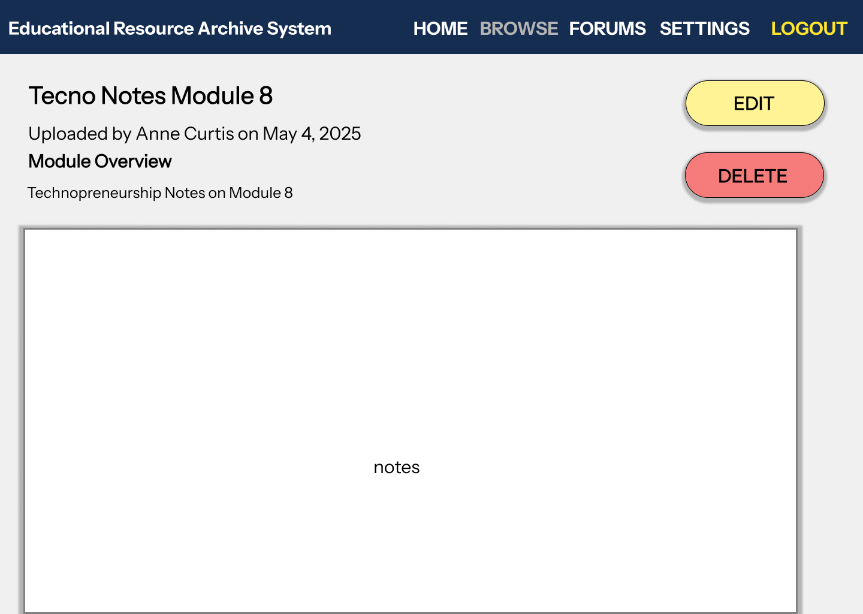 Educational Resource Archive System HOME BROWSE FORUMS SETTINGS LOGOUT
Tecno Notes Module 8
EDIT
Uploaded by Anne Curtis on May 4, 2025
Module Overview
DELETE
Technopreneurship Notes on Module 8
notes